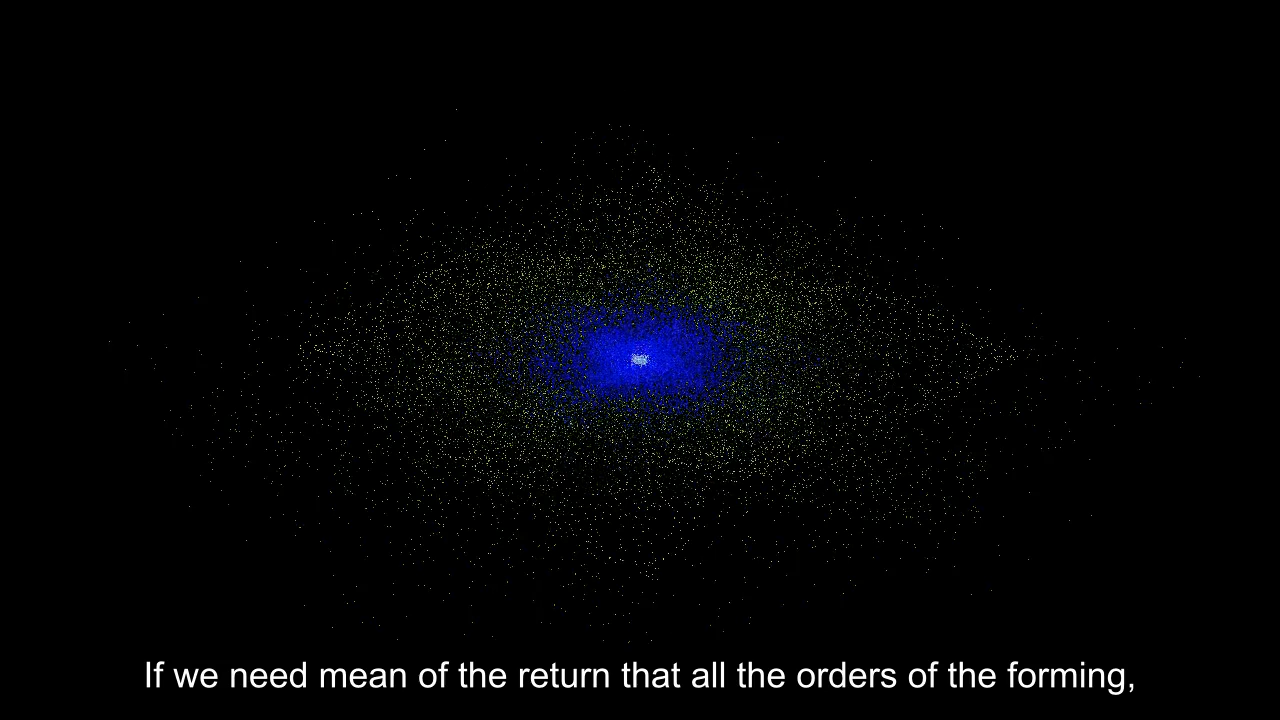 If we need mean of the return that all the orders of the forming,